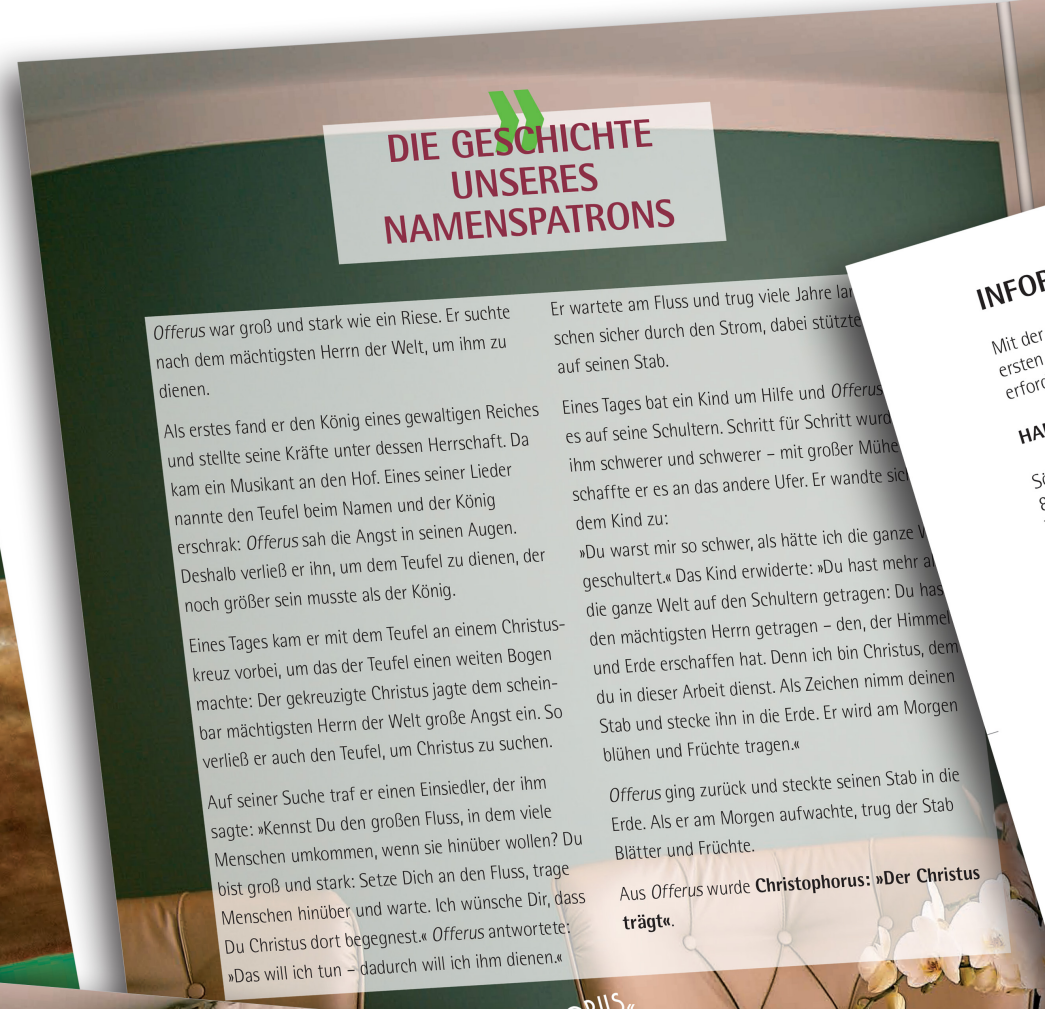 »
DIE GESCHICHTE
UNSERES
NAMENSPATRONS
Offerus war groß und stark wie ein Riese. Er suchte
nach dem mächtigsten Herrn der Welt, um ihm zu
dienen.
Als erstes fand er den König eines gewaltigen Reiches
und stellte seine Kräfte unter dessen Herrschaft. Da
kam ein Musikant an den Hof. Eines seiner Lieder
nannte den Teufel beim Namen und der König
erschrak: Offerus sah die Angst in seinen Augen.
Deshalb verließ er ihn, um dem Teufel zu dienen, der
noch größer sein musste als der König.
Eines Tages kam er mit dem Teufel an einem Christus-
kreuz vorbei, um das der Teufel einen weiten Bogen
machte: Der gekreuzigte Christus jagte dem schein-
bar mächtigsten Herrn der Welt große Angst ein. So
verließ er auch den Teufel, um Christus zu suchen.
Auf seiner Suche traf er einen Einsiedler, der ihm
sagte: »Kennst Du den großen Fluss, in dem viele
Menschen umkommen, wenn sie hinüber wollen? Du
bist groß und stark: Setze Dich an den Fluss, trage
Menschen hinüber und warte. Ich wünsche Dir, dass
Du Christus dort begegnest.« Offerus antwortete:
»Das will ich tun – dadurch will ich ihm dienen.«
Er wartete am Fluss und trug viele Jahre
schen sicher durch den Strom, dabei stützte
auf seinen Stab.
Eines Tages bat ein Kind um Hilfe und Offerus
es auf seine Schultern. Schritt für Schritt
ihm schwerer und schwerer – mit großer Mühe
schaffte er es an das andere Ufer. Er wandte
dem Kind zu:
»Du warst mir so schwer, als hätte ich die ganze
geschultert.« Das Kind erwiderte: »Du hast mehr
die ganze Welt auf den Schultern getragen: Du
den mächtigsten Herrn getragen – den, der Himmel
und Erde erschaffen hat. Denn ich bin Christus, dem
du in dieser Arbeit dienst. Als Zeichen nimm deinen
Stab und stecke ihn in die Erde. Er wird am Morgen
blühen und Früchte tragen.«
Offerus ging zurück und steckte seinen Stab in die
Erde. Als er am Morgen aufwachte, trug der Stab
Blätter und Früchte.
Aus Offerus wurde Christophorus: »Der Christus
trägt«.
Mit der
ersten